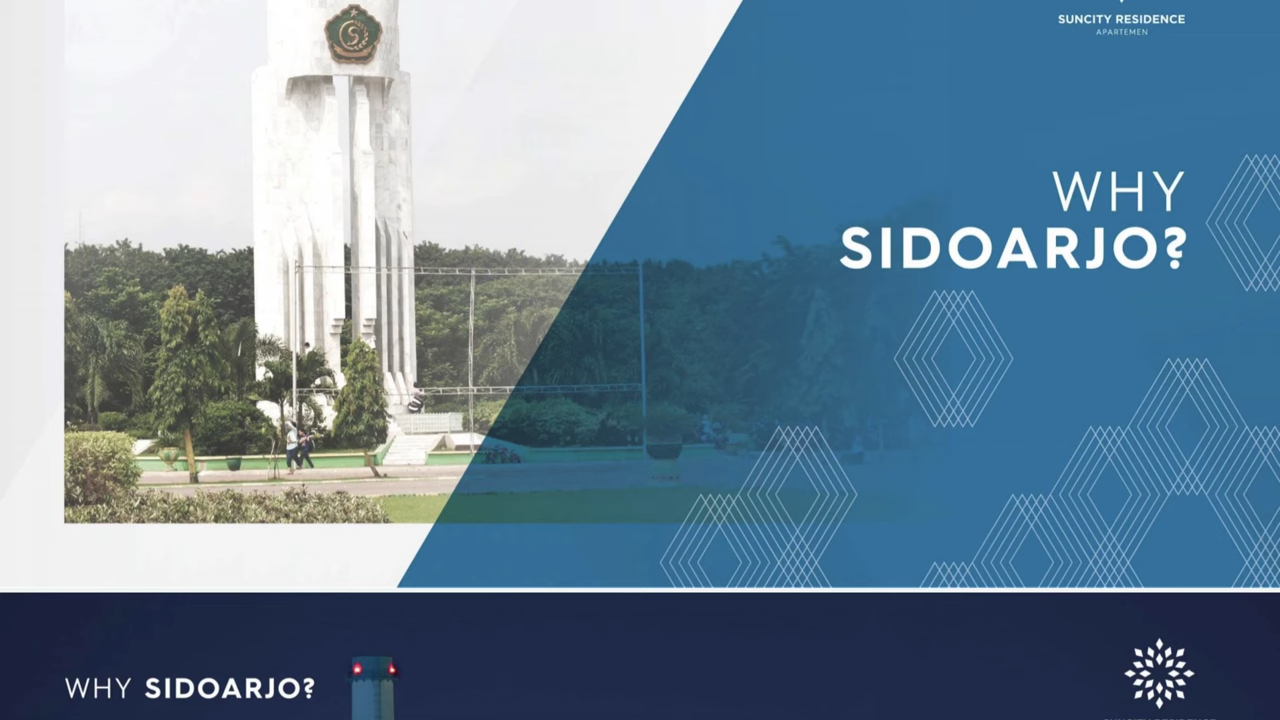 SUNCITY RESIDENCE
APARTEMEN
WHY
SIDOARJO?
WHY SIDOARJO?